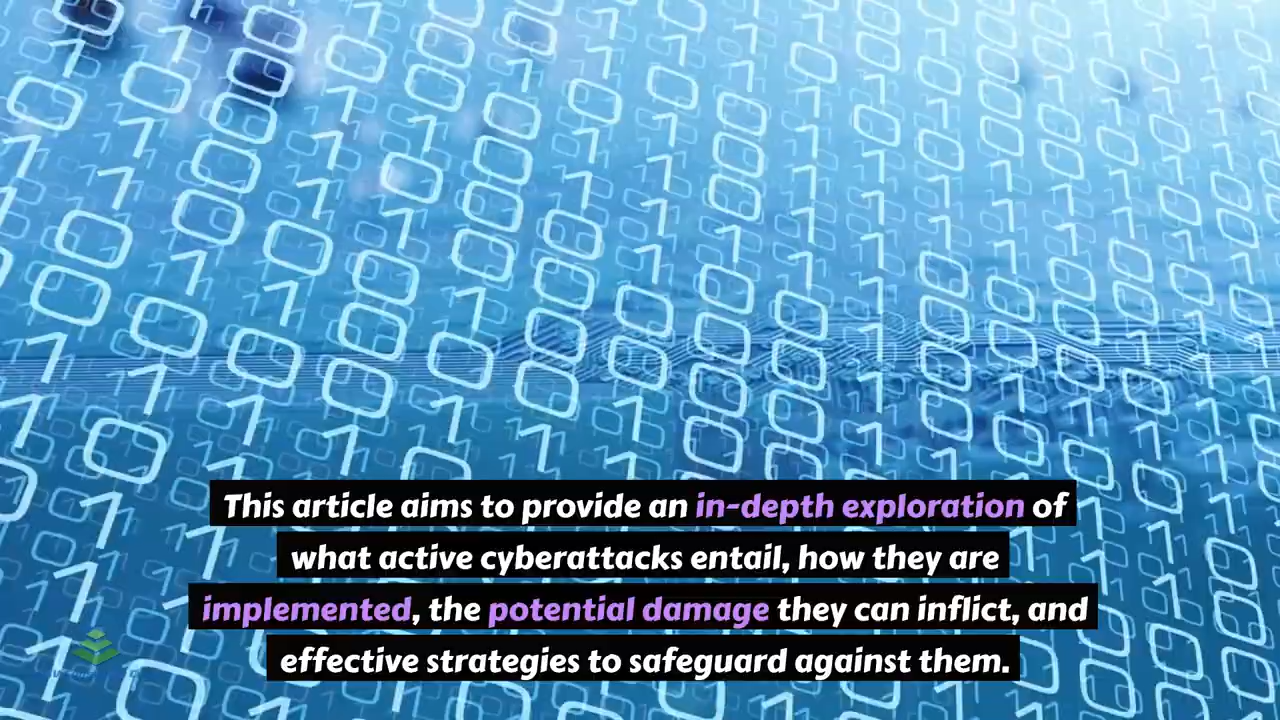 This article aims to provide an in-depth exploration of
what active cyberattacks entail, how they are
implemented, the potential damage they can inflict, and
effective strategies to safeguard against them.